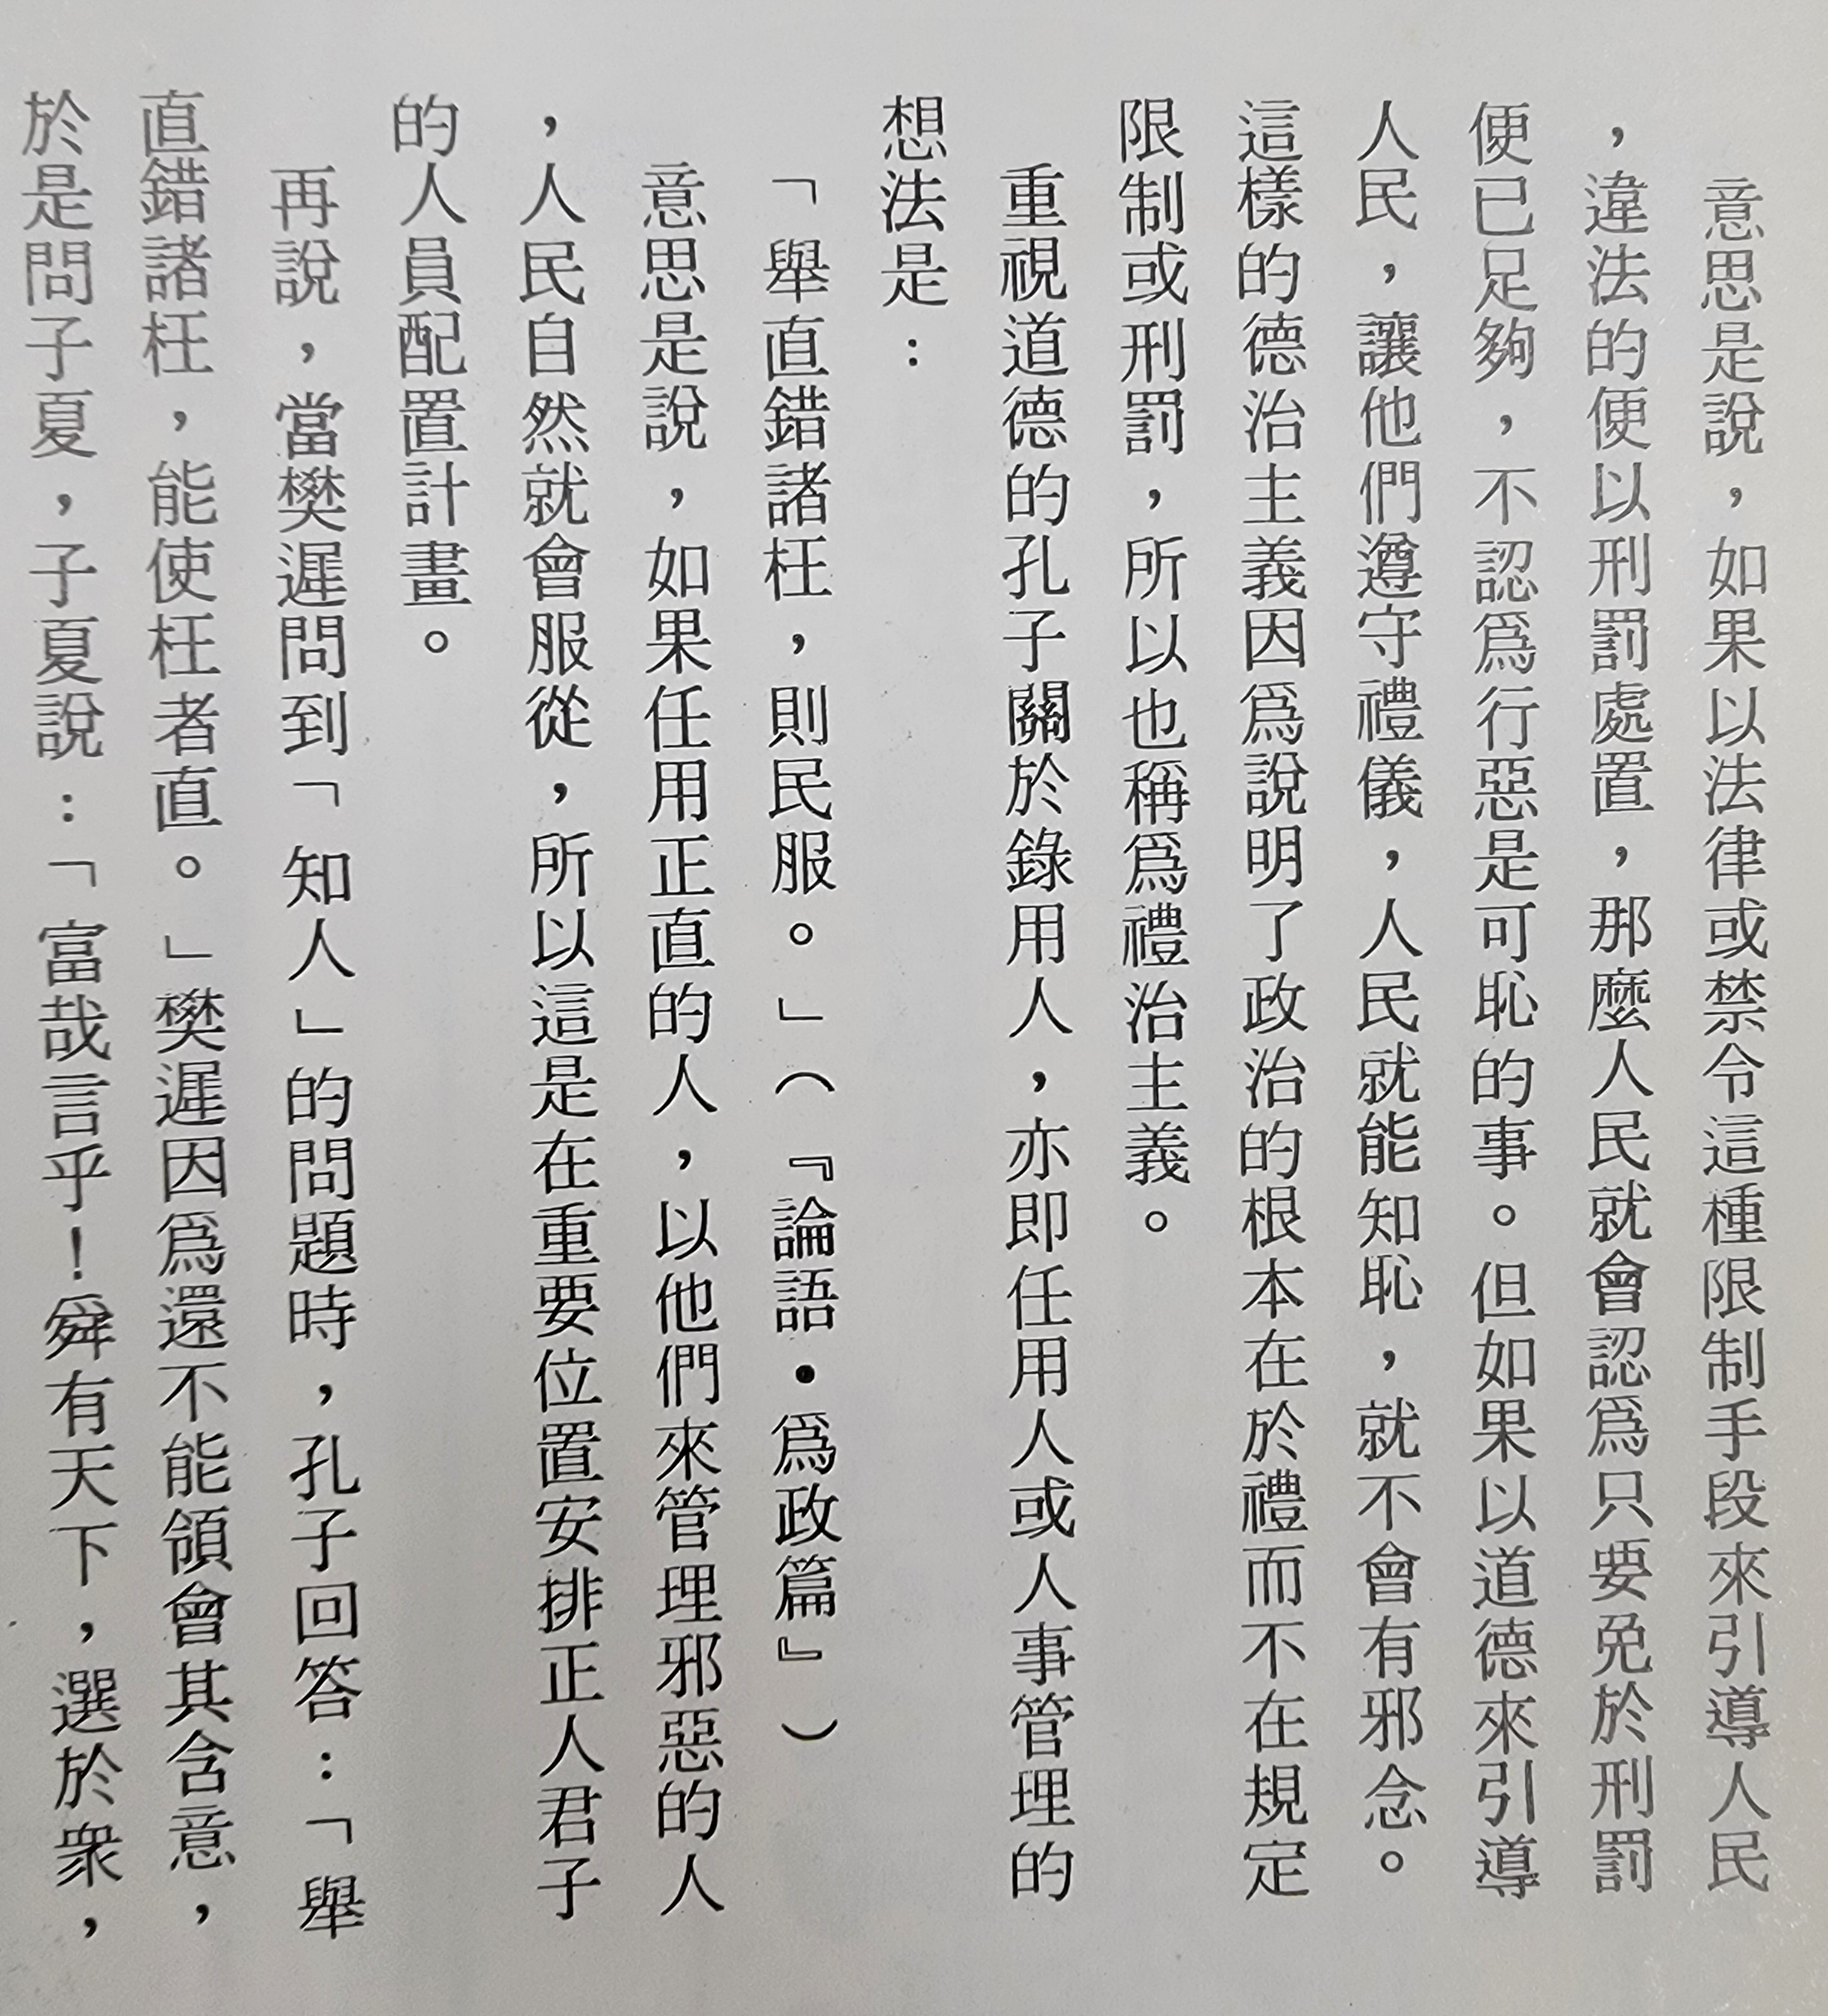 意思是說，如果以法律或禁令這種限制手段來引導人民
，違法的便以刑罰處置，那麼人民就會認爲只要免於刑罰
便已足夠，不認爲行惡是可恥的事。但如果以道德來引導
人民，讓他們遵守禮儀，人民就能知恥，就不會有邪念。
這樣的德治主義因爲說明了政治的根本在於禮而不在規定
限制或刑罰，所以也稱爲禮治主義。
重視道德的孔子關於錄用人，亦即任用人或人事管理的
想法是：
「舉直錯諸枉，則民服。」（『論語・爲政篇』）
意思是說，如果任用正直的人，以他們來管理邪惡的人
，人民自然就會服從，所以這是在重要位置安排正人君子
的人員配置計畫。
再說，當樊遲問到「知人」的問題時，孔子回答：「舉
直錯諸枉，能使枉者直。」樊遲因爲還不能領會其含意，
於是問子夏，子夏說：「富哉言乎！舜有天下，選於衆，